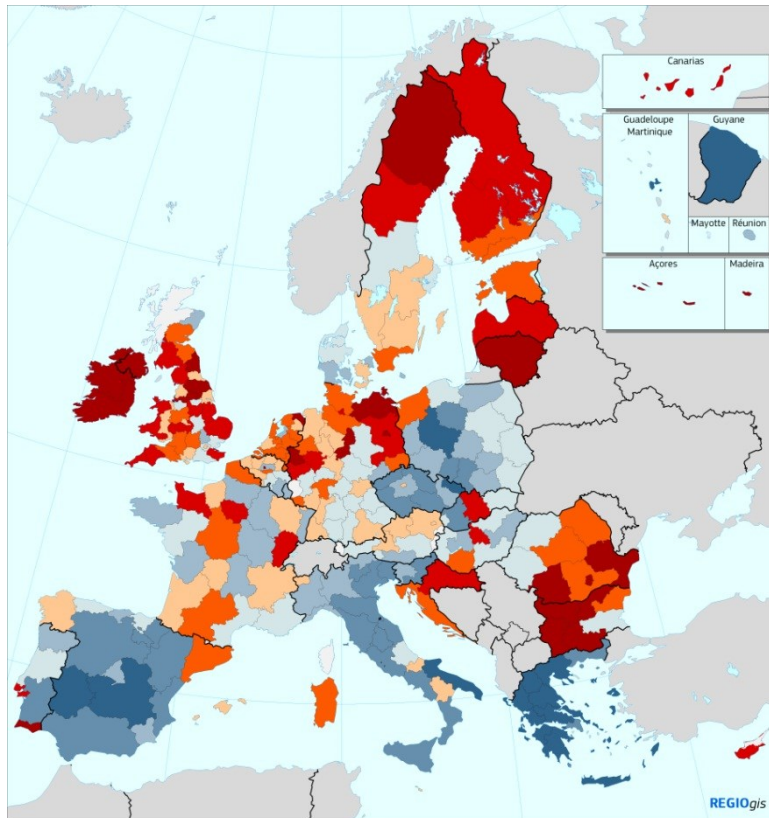 Canarias
Guadeloupe
Martinique
Guyane
Mayotte
Réunion
Açores
Madeira
REGIOgis